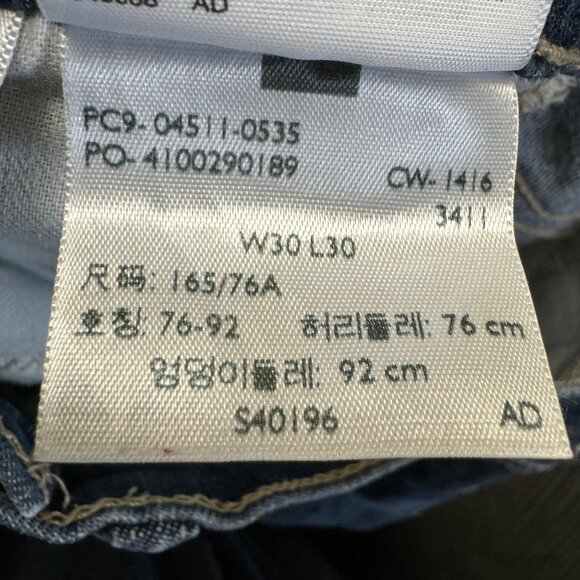 AD
PC9- 04511-0535
PO- 4100290189
CW- 1416
3411
W30 L30
尺码: 165/76A
호칭: 76-92 허리둘레: 76 cm
엉덩이둘레: 92 cm
S40196 AD